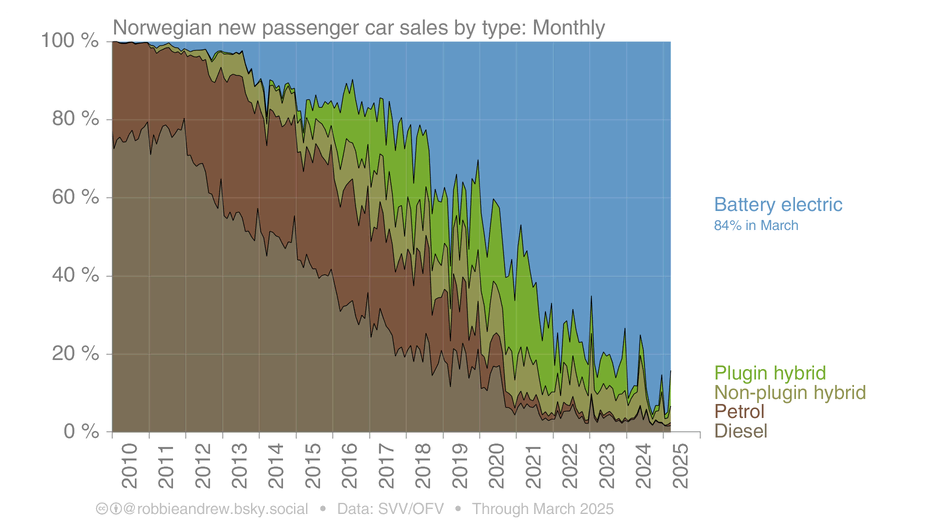 Norwegian new passenger car sales by type: Monthly
100 %
80 %
60 %
40 %
20 %
0 %
2010
2011
2012
2013
2014
2015
2016
2017
2018
2019
2020
2021
2022
2023
2024
2025
Battery electric
84% in March
Plugin hybrid
Non-plugin hybrid
Petrol
Diesel
@robbieandrew.bsky.social • Data: SVV/OFV • Through March 2025